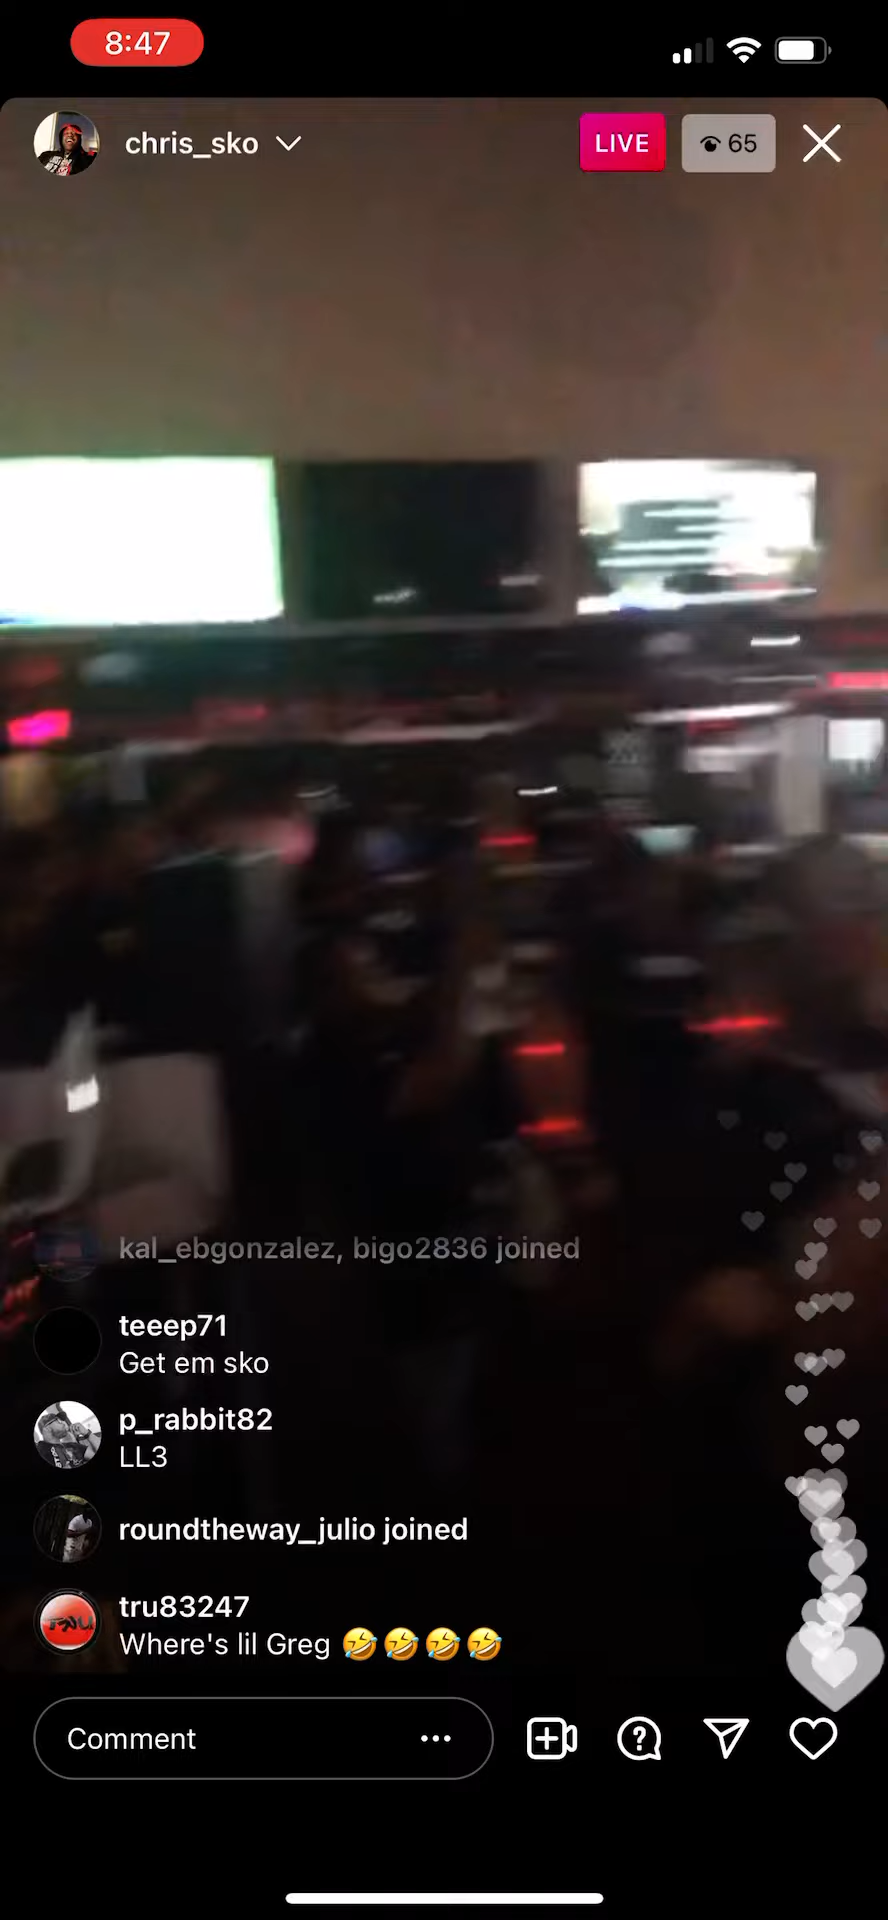 8:47
chris_sko
LIVE
65
kal_ebgonzalez, bigo2836 joined
teeep71
Get em sko
p_rabbit82
LL3
roundtheway_julio joined
tru83247
Where's lil Greg 🤣🤣🤣🤣
Comment